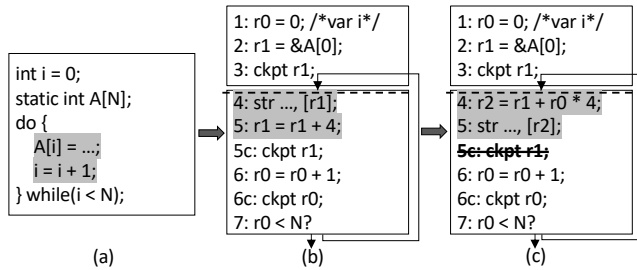 int i = 0;
static int A[N];
do {
A[i] = ...;
i = i + 1;
} while(i < N);
(a)
1: r0 = 0; /*var i*/
2: r1 = &A[0];
3: ckpt r1;
4: str ..., [r1];
5: r1 = r1 + 4;
5c: ckpt r1;
6: r0 = r0 + 1;
6c: ckpt r0;
7: r0 < N?
(b)
1: r0 = 0; /*var i*/
2: r1 = &A[0];
3: ckpt r1;
4: r2 = r1 + r0 * 4;
5: str ..., [r2];
5c: ckpt r1;
6: r0 = r0 + 1;
6c: ckpt r0;
7: r0 < N?
(c)